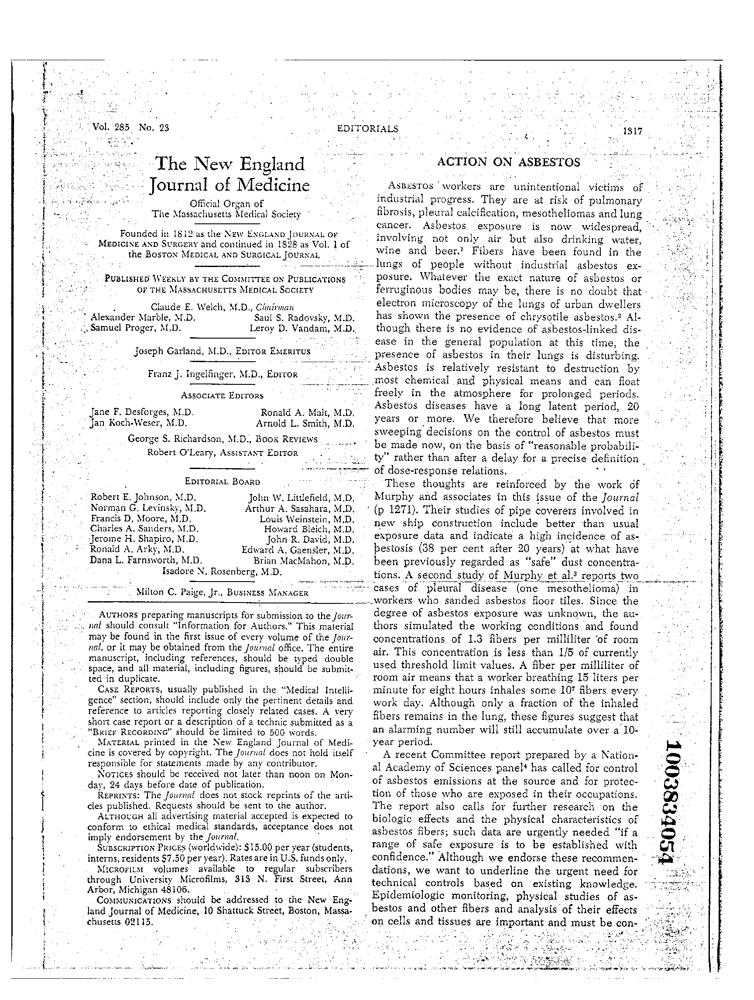 Vol. 285 No. 23
EDITORIALS
1317
The New England
Journal of Medicine
Official Organ of
The Massachusetts Medical Society
Founded in 1812 as the NEW ENGLAND JOURNAL OF
MEDICINE AND SURGERY and continued in 1828 as Vol. 1 of
the BOSTON MEDICAL AND SURGICAL JOURNAL
PUBLISHED WEEKLY BY THE COMMITTEE ON PUBLICATIONS
OF THE MASSACHUSETTS MEDICAL SOCIETY
Claude E. Welch, M.D., Chairman
Alexander Marble, M.D. Saul S. Radovsky, M.D.
Samuel Proger, M.D. Leroy D. Vandam, M.D.
Joseph Garland, M.D., EDITOR EMERITUS
Franz J. Ingelfinger, M.D., EDITOR
ASSOCIATE EDITORS
Jane F. Desforges, M.D. Ronald A. Malt, M.D.
Jan Koch-Weser, M.D. Arnold L. Smith, M.D.
George S. Richardson, M.D., BOOK REVIEWS
Robert O'Leary, ASSISTANT EDITOR
EDITORIAL BOARD
Robert E. Johnson, M.D. John W. Littlefield, M.D.
Norman G. Levinsky, M.D. Arthur A. Sasahara, M.D.
Francis D. Moore, M.D. Louis Weinstein, M.D.
Charles A. Sanders, M.D. Howard Bleich, M.D.
Jerome H. Shapiro, M.D. John R. David, M.D.
Ronald A. Arky, M.D. Edward A. Gaensler, M.D.
Dana L. Farnsworth, M.D. Brian MacMahon, M.D.
Isadore N. Rosenberg, M.D.
Milton C. Paige, Jr., BUSINESS MANAGER
AUTHORS preparing manuscripts for submission to the Jour-
nal should consult "Information for Authors." This material
may be found in the first issue of every volume of the Jour-
nal, or it may be obtained from the Journal office. The entire
manuscript, including references, should be typed double
space, and all material, including figures, should be submit-
ted in duplicate.
CASE REPORTS, usually published in the "Medical Intelli-
gence" section, should include only the pertinent details and
reference to articles reporting closely related cases. A very
short case report or a description of a technic submitted as a
"BRIEF RECORDING" should be limited to 500 words.
MATERIAL printed in the New England Journal of Medi-
cine is covered by copyright. The Journal does not hold itself
responsible for statements made by any contributor.
NOTICES should be received not later than noon on Mon-
day, 24 days before date of publication.
REPRINTS: The Journal does not stock reprints of the arti-
cles published. Requests should be sent to the author.
ALTHOUGH all advertising material accepted is expected to
conform to ethical medical standards, acceptance does not
imply endorsement by the Journal.
SUBSCRIPTION PRICES (worldwide): $15.00 per year (students,
interns, residents $7.50 per year). Rates are in U.S. funds only.
MICROFILM volumes available to regular subscribers
through University Microfilms, 313 N. First Street, Ann
Arbor, Michigan 48106.
COMMUNICATIONS should be addressed to the New Eng-
land Journal of Medicine, 10 Shattuck Street, Boston, Massa-
chusetts 02115.
ACTION ON ASBESTOS
ASBESTOS workers are unintentional victims of
industrial progress. They are at risk of pulmonary
fibrosis, pleural calcification, mesotheliomas and lung
cancer. Asbestos exposure is now widespread,
involving not only air but also drinking water,
wine and beer.¹ Fibers have been found in the
lungs of people without industrial asbestos ex-
posure. Whatever the exact nature of asbestos or
ferruginous bodies may be, there is no doubt that
electron microscopy of the lungs of urban dwellers
has shown the presence of chrysotile asbestos.² Al-
though there is no evidence of asbestos-linked dis-
ease in the general population at this time, the
presence of asbestos in their lungs is disturbing.
Asbestos is relatively resistant to destruction by
most chemical and physical means and can float
freely in the atmosphere for prolonged periods.
Asbestos diseases have a long latent period, 20
years or more. We therefore believe that more
sweeping decisions on the control of asbestos must
be made now, on the basis of "reasonable probabili-
ty" rather than after a delay for a precise definition
of dose-response relations.
These thoughts are reinforced by the work of
Murphy and associates in this issue of the Journal
(p 1271). Their studies of pipe coverers involved in
new ship construction include better than usual
exposure data and indicate a high incidence of as-
bestosis (38 per cent after 20 years) at what have
been previously regarded as "safe" dust concentra-
tions. A second study of Murphy et al.³ reports two
cases of pleural disease (one mesothelioma) in
workers who sanded asbestos floor tiles. Since the
degree of asbestos exposure was unknown, the au-
thors simulated the working conditions and found
concentrations of 1.3 fibers per milliliter of room
air. This concentration is less than 1/5 of currently
used threshold limit values. A fiber per milliliter of
room air means that a worker breathing 15 liters per
minute for eight hours inhales some 10⁷ fibers every
work day. Although only a fraction of the inhaled
fibers remains in the lung, these figures suggest that
an alarming number will still accumulate over a 10-
year period.
A recent Committee report prepared by a Nation-
al Academy of Sciences panel⁴ has called for control
of asbestos emissions at the source and for protec-
tion of those who are exposed in their occupations.
The report also calls for further research on the
biologic effects and the physical characteristics of
asbestos fibers; such data are urgently needed "if a
range of safe exposure is to be established with
confidence." Although we endorse these recommen-
dations, we want to underline the urgent need for
technical controls based on existing knowledge.
Epidemiologic monitoring, physical studies of as-
bestos and other fibers and analysis of their effects
on cells and tissues are important and must be con-
1003834054